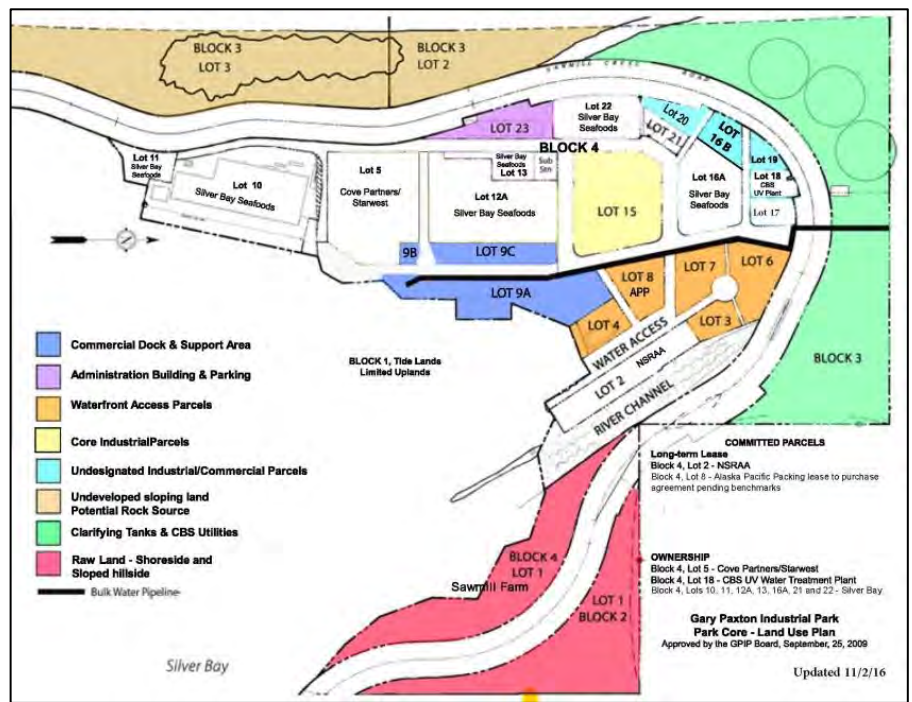 BLOCK 3
LOT 3
BLOCK 3
LOT 2
SAWMILL CREEK ROAD
Lot 22
Silver Bay
Seafoods
LOT 23
Lot 20
LOT 21
LOT
16 B
BLOCK 4
Lot 11
Silver Bay
Seafoods
Lot 10
Silver Bay Seafoods
Lot 5
Cove Partners/
Starwest
Silver Bay
Seafoods
Lot 13
Sub
Stn
Lot 12A
Silver Bay Seafoods
LOT 15
Lot 16A
Silver Bay
Seafoods
Lot 19
Lot 18
CBS
UV Plant
Lot 17
9B
LOT 9C
LOT 9A
LOT 8
APP
LOT 7
LOT 6
LOT 4
LOT 3
WATER ACCESS
LOT 2
NSRAA
RIVER CHANNEL
BLOCK 3
BLOCK 1, Tide Lands
Limited Uplands
Commercial Dock & Support Area
Administration Building & Parking
Waterfront Access Parcels
Core IndustrialParcels
Undesignated Industrial/Commercial Parcels
Undeveloped sloping land
Potential Rock Source
Clarifying Tanks & CBS Utilities
Raw Land - Shoreside and
Sloped hillside
Bulk Water Pipeline
BLOCK 4
LOT 1
Sawmill Farm
LOT 1
BLOCK 2
Silver Bay
COMMITTED PARCELS
Long-term Lease
Block 4, Lot 2 - NSRAA
Block 4, Lot 8 - Alaska Pacific Packing lease to purchase
agreement pending benchmarks
OWNERSHIP
Block 4, Lot 5 - Cove Partners/Starwest
Block 4, Lot 18 - CBS UV Water Treatment Plant
Block 4, Lots 10, 11, 12A, 13, 16A, 21 and 22 - Silver Bay
Gary Paxton Industrial Park
Park Core - Land Use Plan
Approved by the GPIP Board, September, 25, 2009
Updated 11/2/16